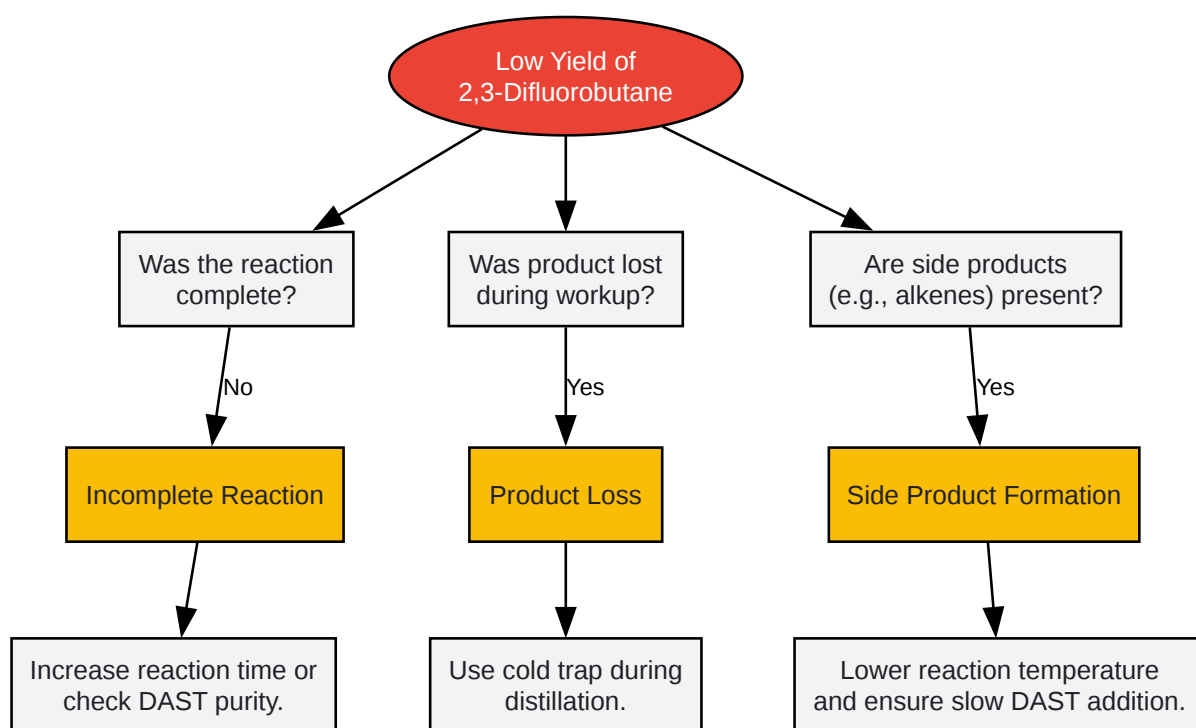 Low Yield of
2,3-Difluorobutane
Was the reaction
complete?
Was product lost
during workup?
Are side products
(e.g., alkenes) present?
No
Yes
Yes
Incomplete Reaction
Product Loss
Side Product Formation
Increase reaction time or
check DAST purity.
Use cold trap during
distillation.
Lower reaction temperature
and ensure slow DAST addition.